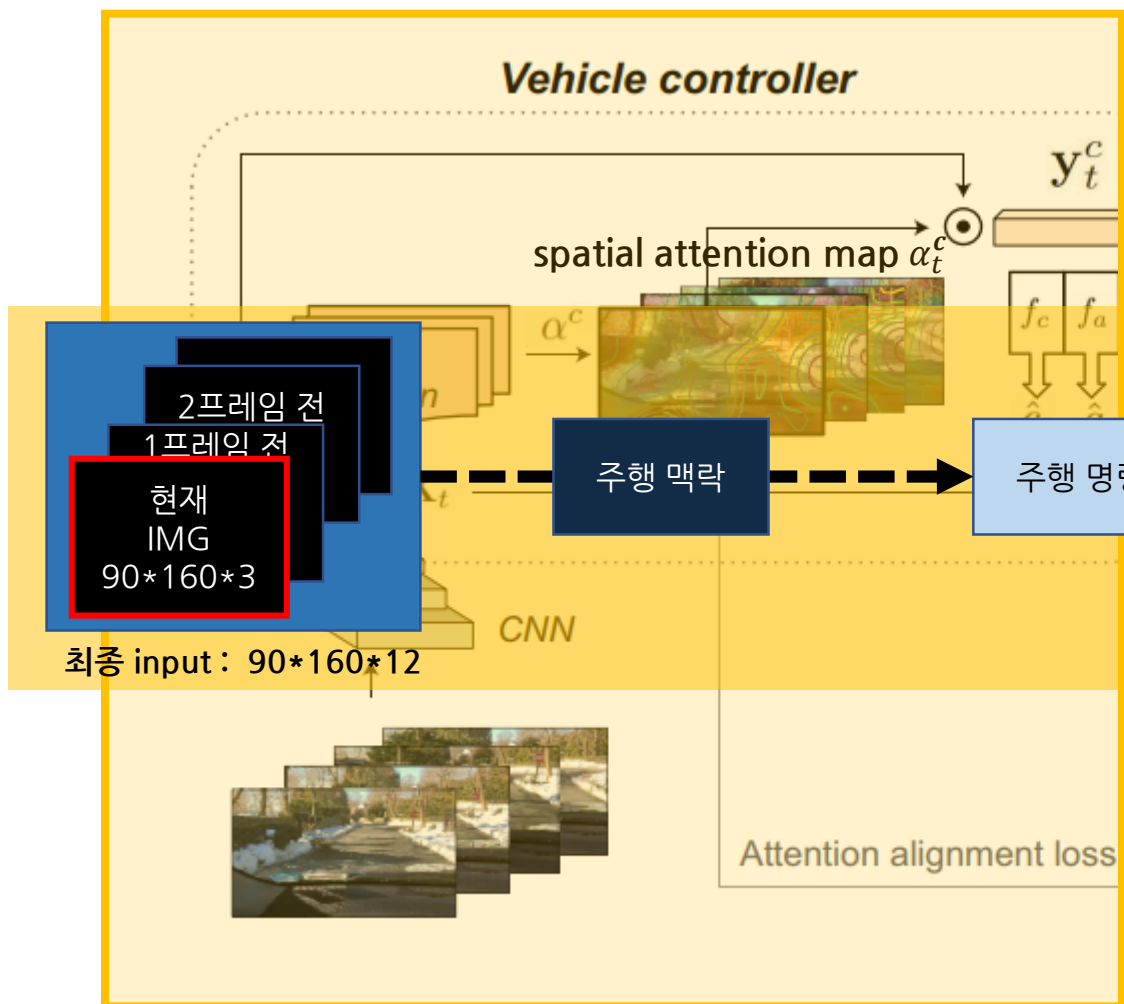 Vehicle controller
y_t^c
spatial attention map α_t^c
α^c
f_c f_a
2프레임 전
1프레임 전
현재
IMG
90*160*3
주행 맥락
CNN
최종 input : 90*160*12
Attention alignment loss